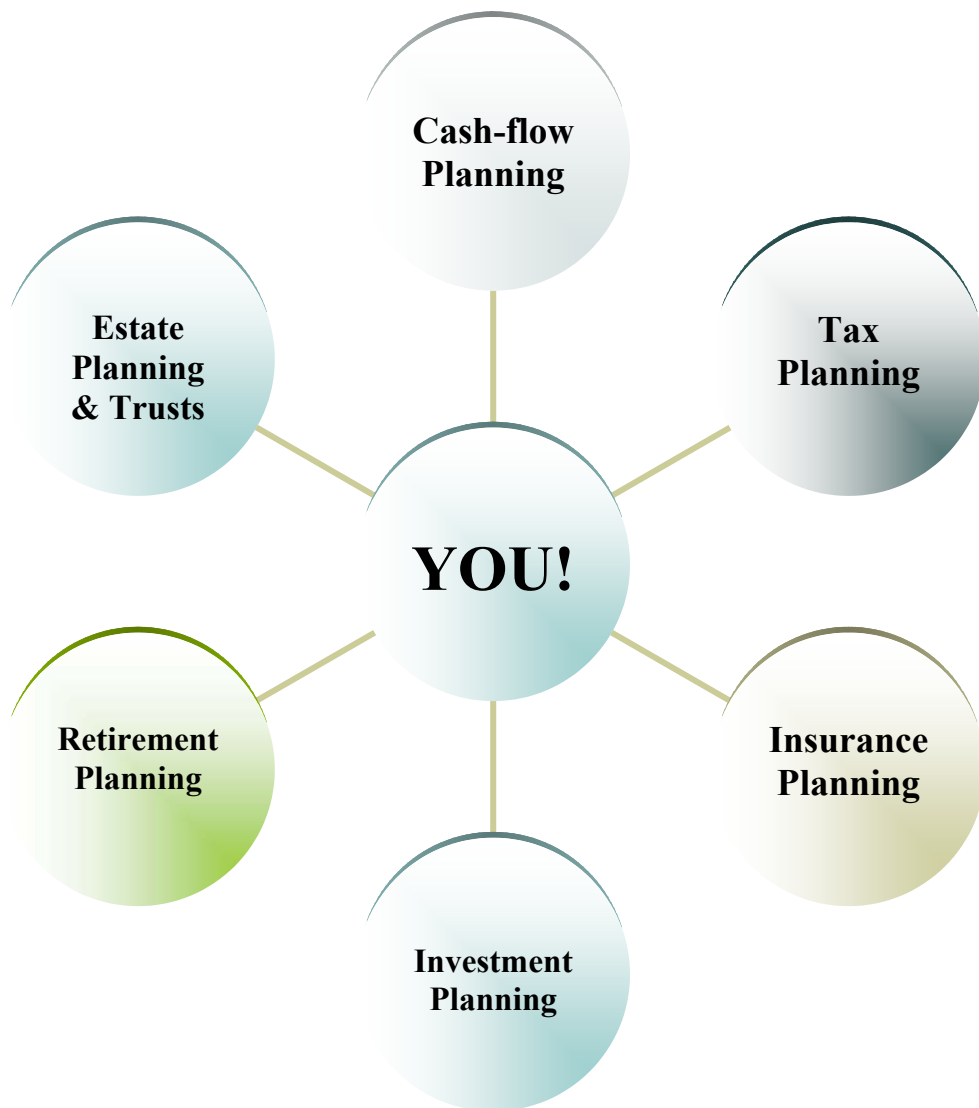 Cash-flow
Planning
Tax
Planning
Insurance
Planning
Investment
Planning
Retirement
Planning
Estate
Planning
& Trusts
YOU!